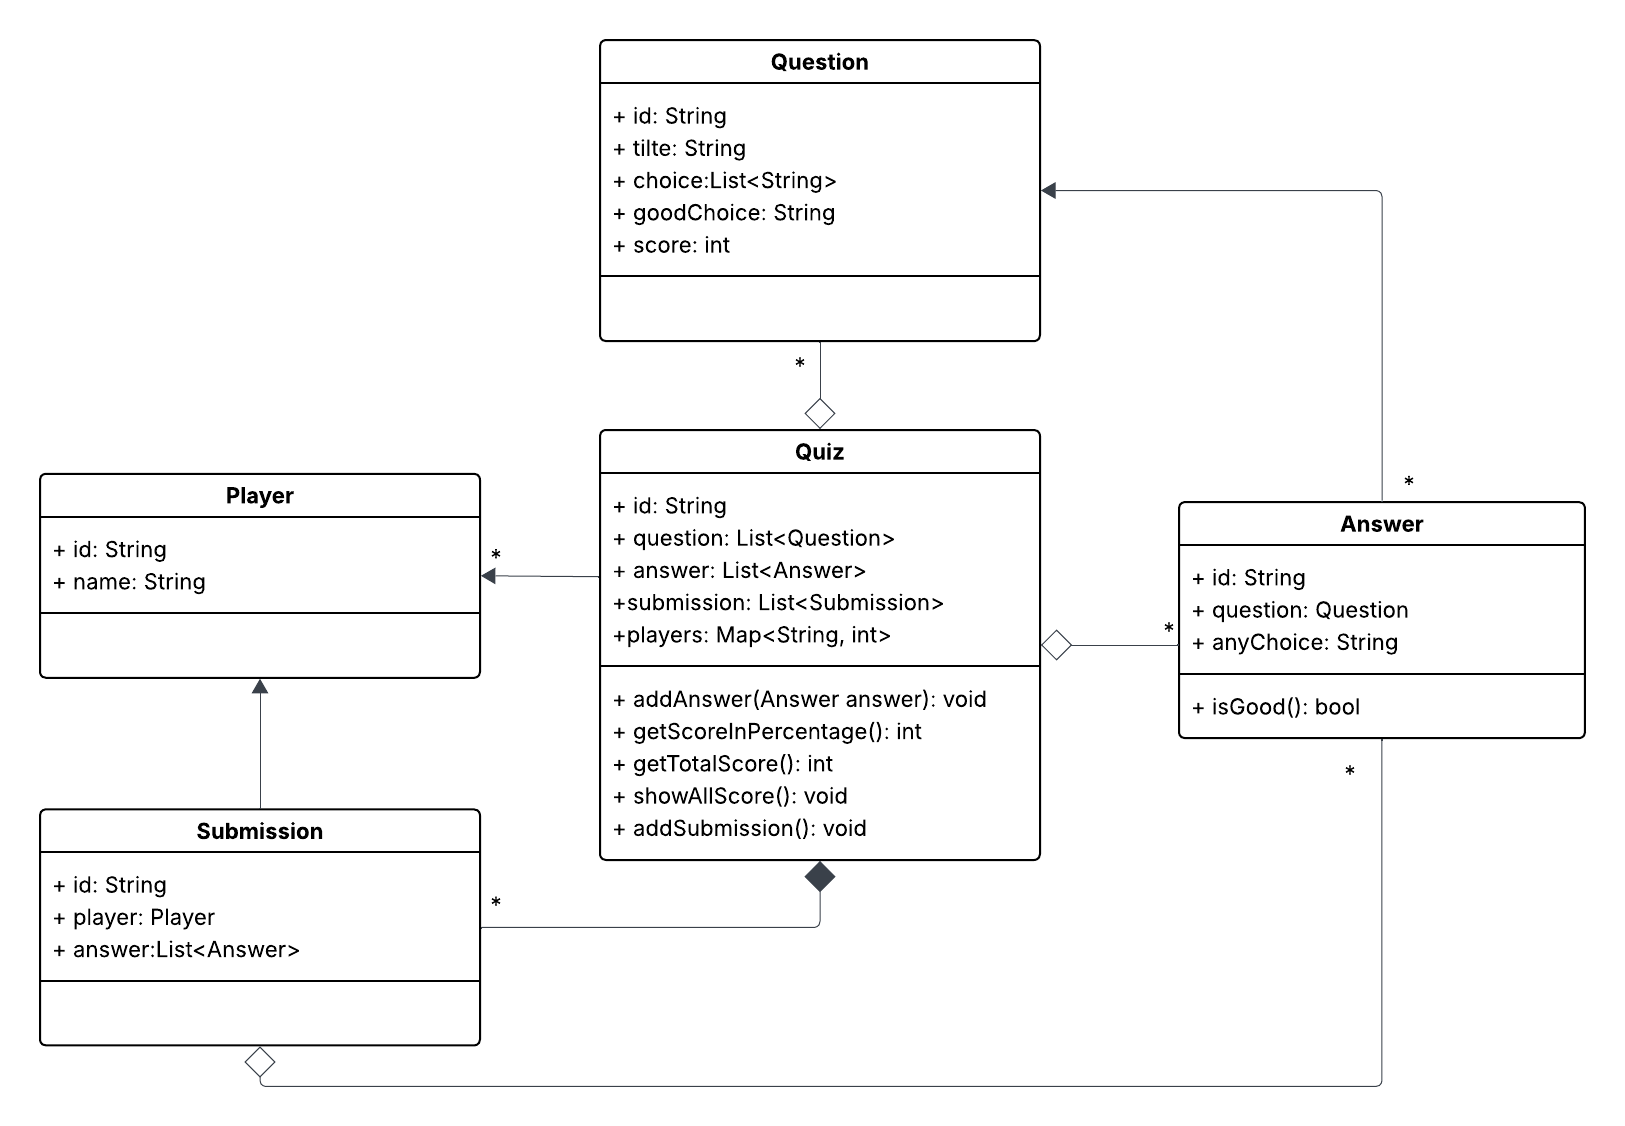 Question
+ id: String
+ tilte: String
+ choice:List<String>
+ goodChoice: String
+ score: int
*
Quiz
+ id: String
+ question: List<Question>
+ answer: List<Answer>
+submission: List<Submission>
+players: Map<String, int>
+ addAnswer(Answer answer): void
+ getScoreInPercentage(): int
+ getTotalScore(): int
+ showAllScore(): void
+ addSubmission(): void
Player
+ id: String
+ name: String
*
*
Answer
+ id: String
+ question: Question
+ anyChoice: String
+ isGood(): bool
*
*
Submission
+ id: String
+ player: Player
+ answer:List<Answer>
*